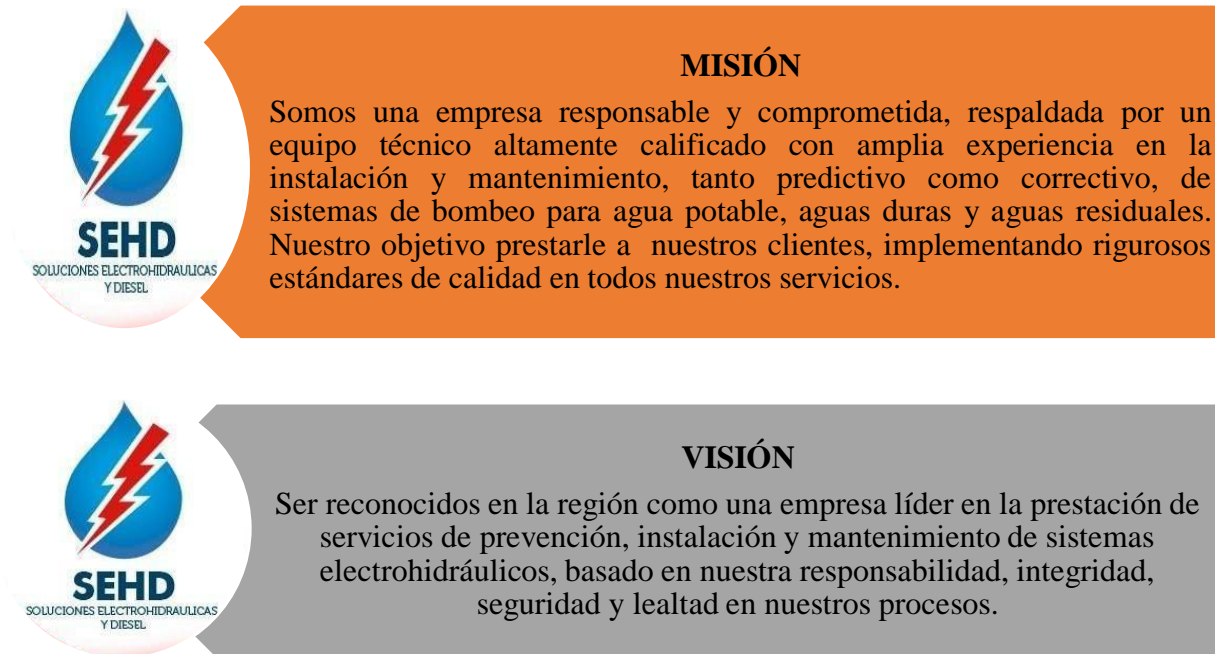 SEHD
SOLUCIONES ELECTROHIDRAULICAS
Y DIESEL
MISIÓN
Somos una empresa responsable y comprometida, respaldada por un
equipo técnico altamente calificado con amplia experiencia en la
instalación y mantenimiento, tanto predictivo como correctivo, de
sistemas de bombeo para agua potable, aguas duras y aguas residuales.
Nuestro objetivo prestarle a nuestros clientes, implementando rigurosos
estándares de calidad en todos nuestros servicios.
SEHD
SOLUCIONES ELECTROHIDRAULICAS
Y DIESEL
VISIÓN
Ser reconocidos en la región como una empresa líder en la prestación de
servicios de prevención, instalación y mantenimiento de sistemas
electrohidráulicos, basado en nuestra responsabilidad, integridad,
seguridad y lealtad en nuestros procesos.